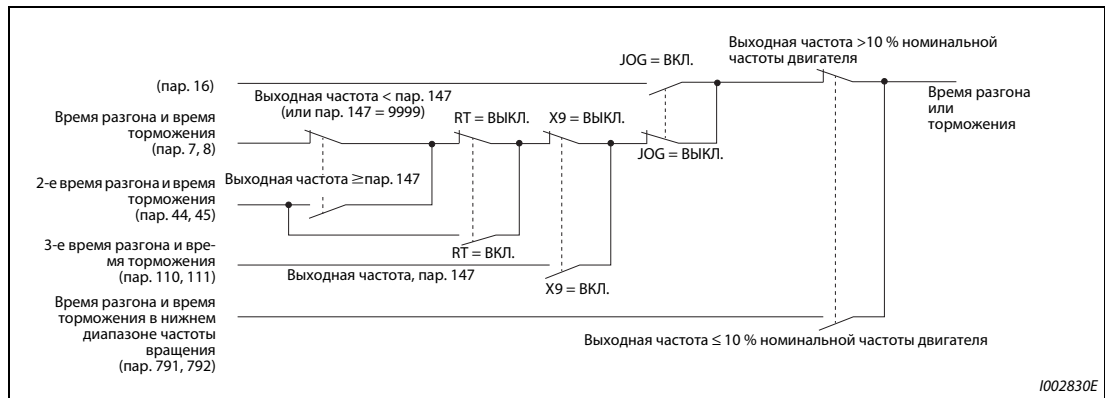 Выходная частота >10 % номинальной
частоты двигателя
JOG = ВКЛ.
(пар. 16)
Выходная частота < пар. 147
(или пар. 147 = 9999)
RT = ВЫКЛ.
X9 = ВЫКЛ.
Время разгона
или
торможения
Время разгона и время
торможения
(пар. 7, 8)
JOG = ВЫКЛ.
2-е время разгона и время
торможения
(пар. 44, 45)
Выходная частота ≥пар. 147
RT = ВКЛ.
3-е время разгона и вре-
мя торможения
(пар. 110, 111)
Выходная частота, пар. 147
X9 = ВКЛ.
Время разгона и время
торможения в нижнем
диапазоне частоты
вращения
(пар. 791, 792)
Выходная частота ≤ 10 % номинальной частоты двигателя
I002830E